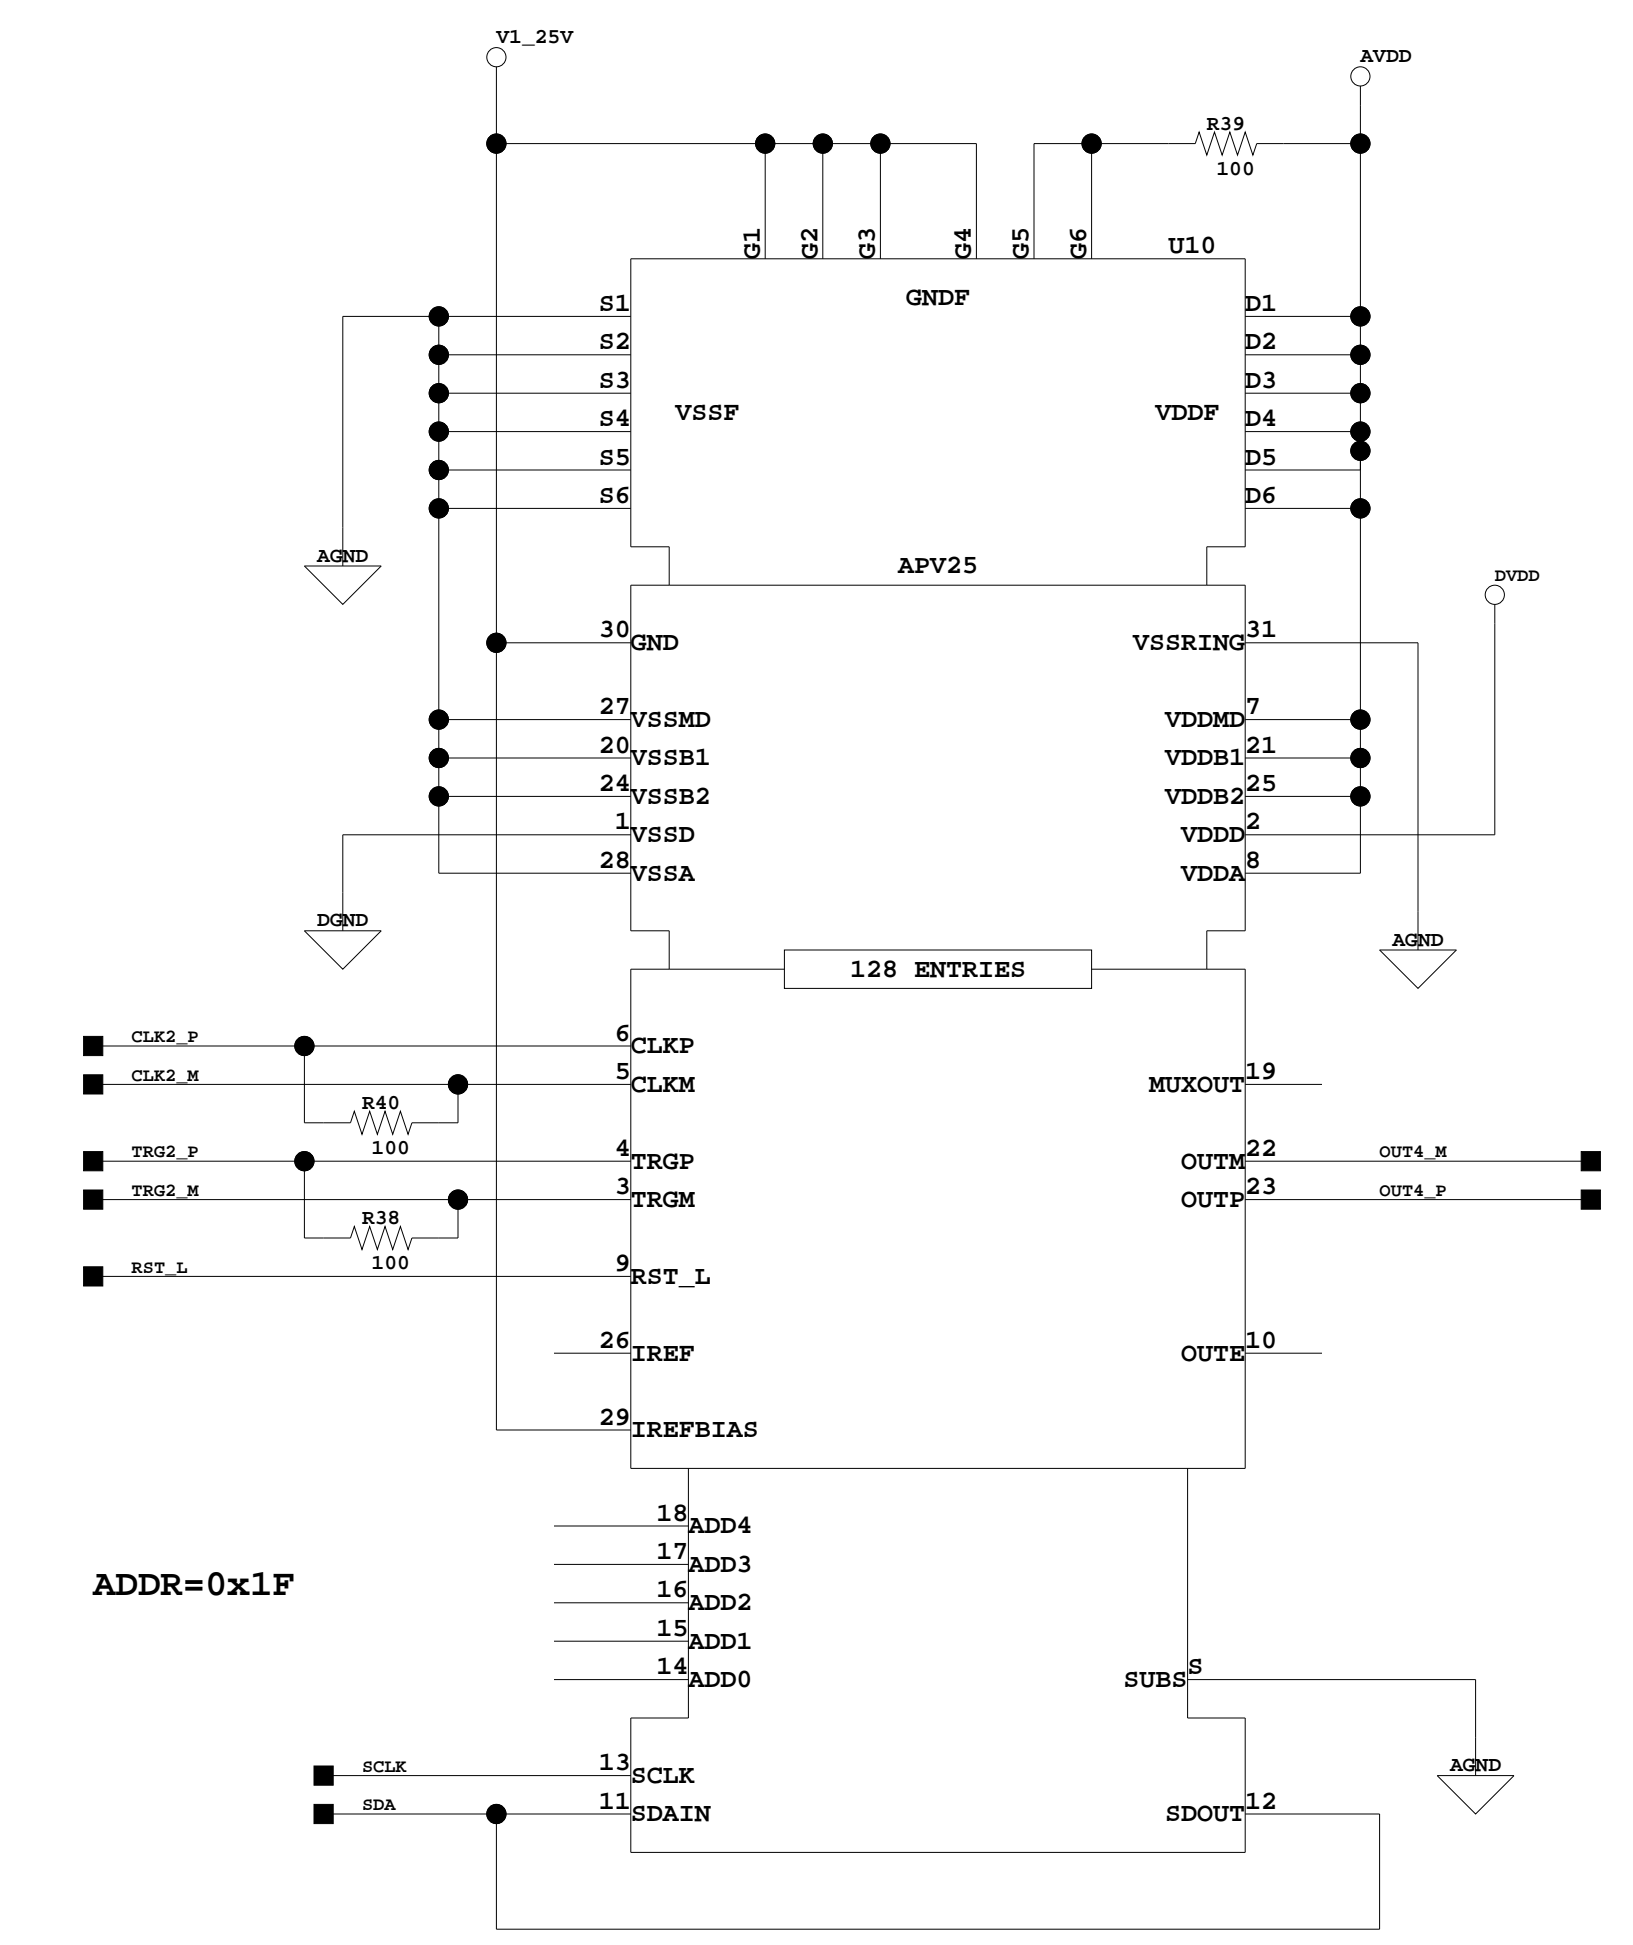 V1_25V
AVDD
R39
100
G1
G2
G3
G4
G5
G6
U10
GNDF
S1
D1
S2
D2
S3
D3
VSSF
VDDF
S4
D4
S5
D5
S6
D6
AGND
APV25
DVDD
30
GND
VSSRING
31
27
VSSMD
VDDMD
7
20
VSSB1
VDDB1
21
24
VSSB2
VDDB2
25
1
VSSD
VDDD
2
28
VSSA
VDDA
8
DGND
AGND
128 ENTRIES
CLK2_P
6
CLKP
CLK2_M
5
CLKM
MUXOUT
19
R40
100
TRG2_P
4
TRGP
OUTM
22
OUT4_M
TRG2_M
3
TRGM
OUTP
23
OUT4_P
R38
100
RST_L
9
RST_L
26
IREF
OUTE
10
29
IREFBIAS
18
ADD4
17
ADD3
ADDR=0x1F
16
ADD2
15
ADD1
14
ADD0
SUBS
S
SCLK
13
SCLK
AGND
SDA
11
SDAIN
SDOUT
12